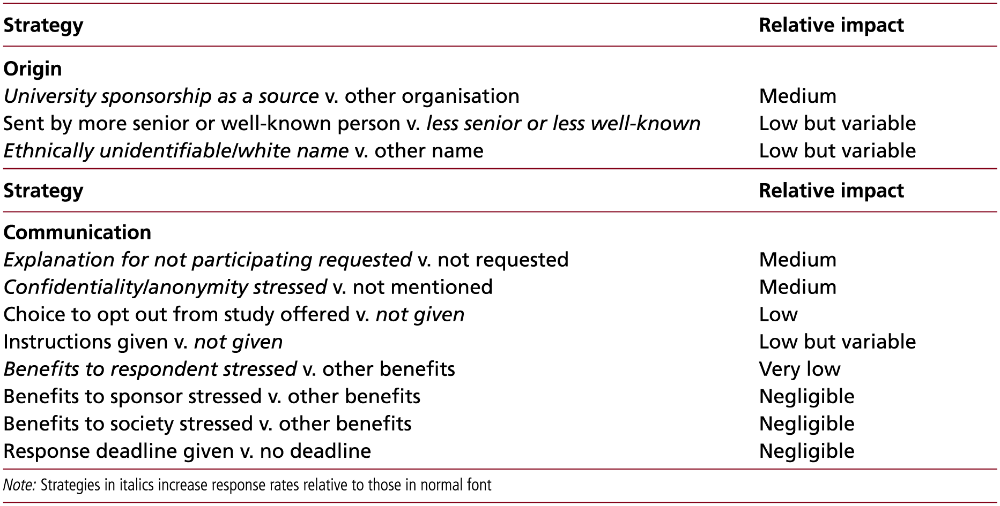 Strategy Relative impact
Origin
University sponsorship as a source v. other organisation Medium
Sent by more senior or well-known person v. less senior or less well-known Low but variable
Ethnically unidentifiable/white name v. other name Low but variable
Strategy Relative impact
Communication
Explanation for not participating requested v. not requested Medium
Confidentiality/anonymity stressed v. not mentioned Medium
Choice to opt out from study offered v. not given Low
Instructions given v. not given Low but variable
Benefits to respondent stressed v. other benefits Very low
Benefits to sponsor stressed v. other benefits Negligible
Benefits to society stressed v. other benefits Negligible
Response deadline given v. no deadline Negligible
Note: Strategies in italics increase response rates relative to those in normal font